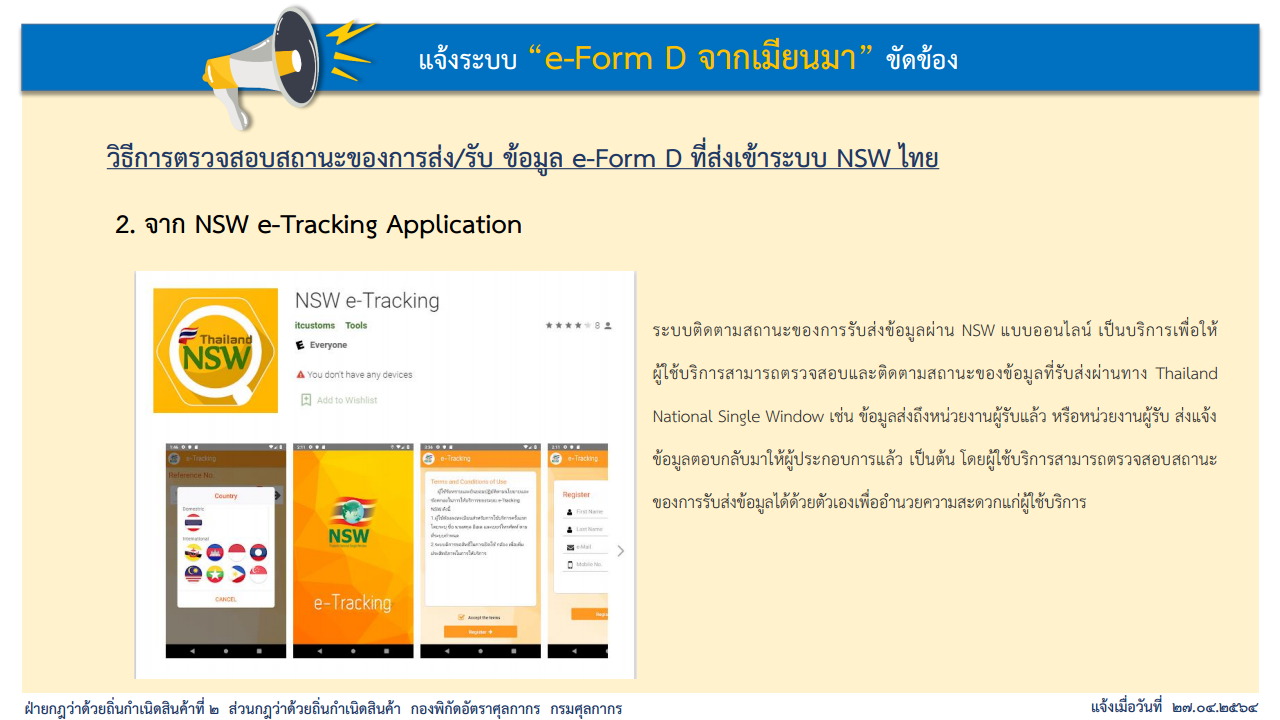 แจ้งระบบ “e-Form D จากเมียนมา” ขัดข้อง
วิธีการตรวจสอบสถานะของการส่ง/รับ ข้อมูล e-Form D ที่ส่งเข้าระบบ NSW ไทย
2. จาก NSW e-Tracking Application
Thailand
NSW
NSW e-Tracking
itcustoms Tools
8
Everyone
You don't have any devices
Add to Wishlist
e-Tracking
Reference No.
Country
Domestic
International
CANCEL
NSW
e-Tracking
e-Tracking
Terms and Conditions of Use
Accept the terms
Register
e-Tracking
Register
First Name
Last Name
e-Mail
Mobile No.
ระบบติดตามสถานะของการรับส่งข้อมูลผ่าน NSW แบบออนไลน์ เป็นบริการเพื่อให้
ผู้ใช้บริการสามารถตรวจสอบและติดตามสถานะของข้อมูลที่รับส่งผ่านทาง Thailand
National Single Window เช่น ข้อมูลส่งถึงหน่วยงานผู้รับแล้ว หรือหน่วยงานผู้รับ ส่งแจ้ง
ข้อมูลตอบกลับมาให้ผู้ประกอบการแล้ว เป็นต้น โดยผู้ใช้บริการสามารถตรวจสอบสถานะ
ของการรับส่งข้อมูลได้ด้วยตัวเองเพื่ออำนวยความสะดวกแก่ผู้ใช้บริการ
ฝ่ายกฎว่าด้วยถิ่นกำเนิดสินค้าที่ ๒ ส่วนกฎว่าด้วยถิ่นกำเนิดสินค้า กองพิกัดอัตราศุลกากร กรมศุลกากร
แจ้งเมื่อวันที่ ๒๗.๐๔.๒๕๖๔